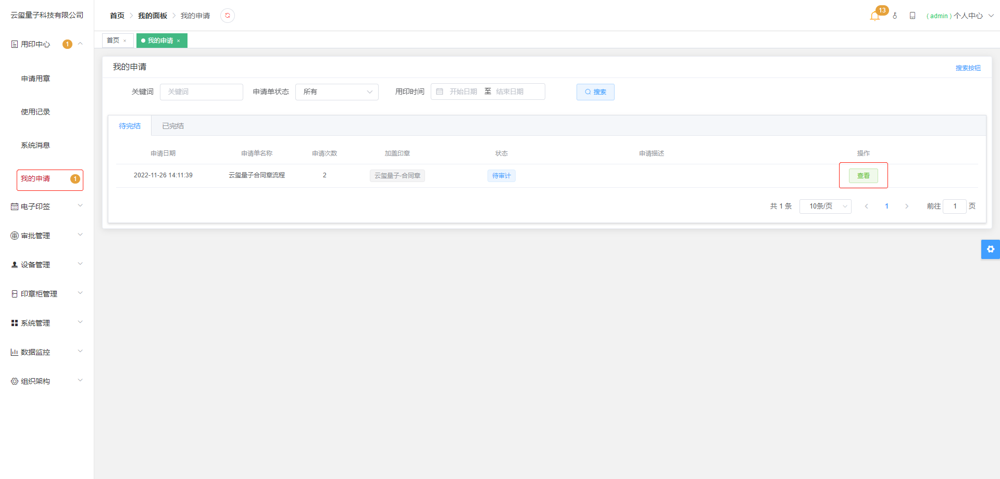 云玺量子科技有限公司
首页 我的面板 我的申请
13
( admin ) 个人中心
首页 ×
我的申请 ×
用印中心 1
申请用章
使用记录
系统消息
我的申请 1
电子印签
审批管理
设备管理
印章柜管理
系统管理
数据监控
组织架构
我的申请
搜索按钮
关键词 关键词 申请单状态 所有 用印时间 开始日期 至 结束日期 搜索
待完结 已完结
申请日期 申请单名称 申请次数 加盖印章 状态 申请描述 操作
2022-11-26 14:11:39 云玺量子合同章流程 2 云玺量子-合同章 待审计 查看
共 1 条 10条/页 1 前往 1 页